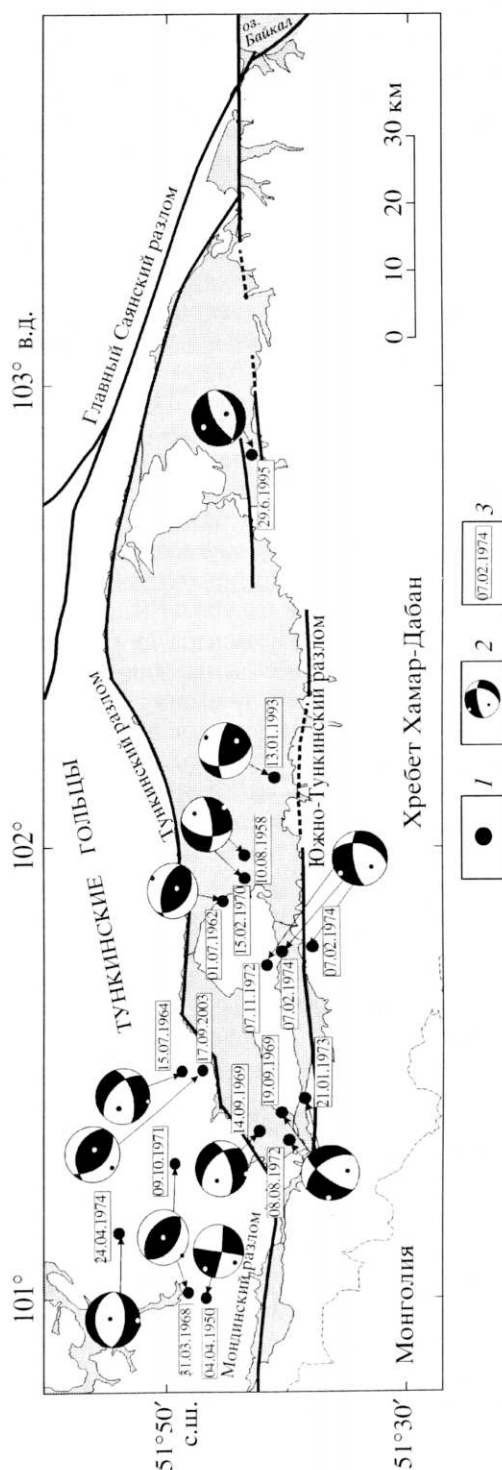 101°
102°
103° в.д.
51°50'
с.ш.
51°30'
ТУНКИНСКИЕ ГОЛЬЦЫ
Главный Саянский разлом
Тункинский разлом
Мондинский разлом
Южно-Тункинский разлом
оз.
Байкал
24.04.1974
15.07.1964
17.09.2003
09.10.1971
31.03.1968
04.04.1950
14.09.1969
19.09.1969
08.08.1972
21.01.1973
01.07.1962
15.02.1970
10.08.1958
07.11.1972
07.02.1974
07.02.1974
13.01.1993
29.6.1995
Монголия
Хребет Хамар-Дабан
0 10 20 30 км
1
2
07.02.1974
3